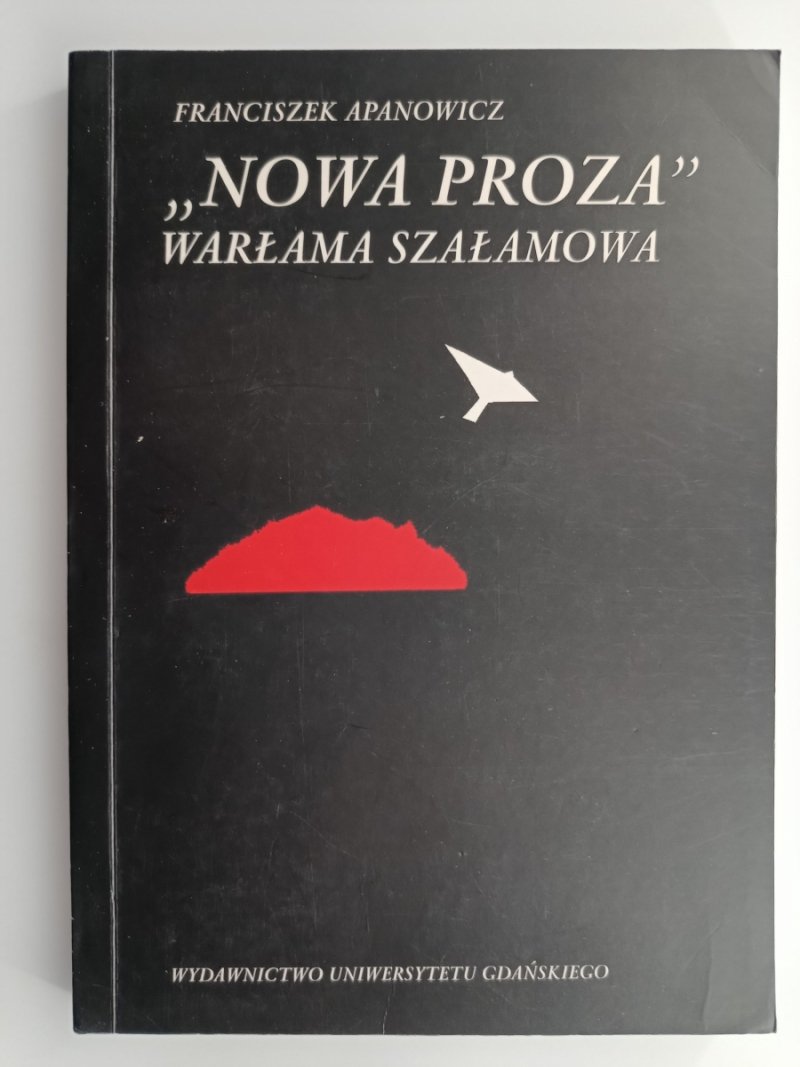 FRANCISZEK APANOWICZ
„NOWA PROZA”
WARŁAMA SZAŁAMOWA
WYDAWNICTWO UNIWERSYTETU GDAŃSKIEGO